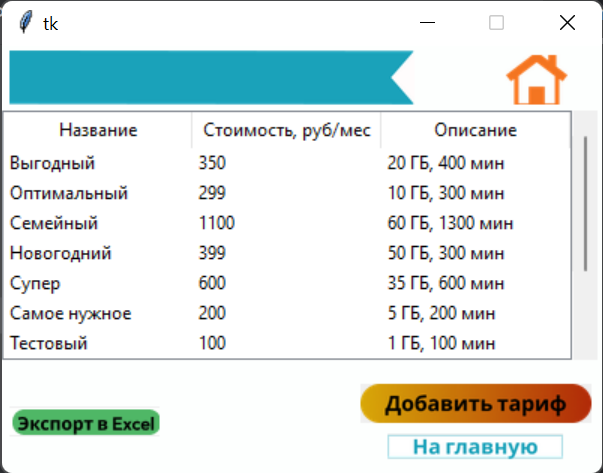 tk
Название Стоимость, руб/мес Описание
Выгодный 350 20 ГБ, 400 мин
Оптимальный 299 10 ГБ, 300 мин
Семейный 1100 60 ГБ, 1300 мин
Новогодний 399 50 ГБ, 300 мин
Супер 600 35 ГБ, 600 мин
Самое нужное 200 5 ГБ, 200 мин
Тестовый 100 1 ГБ, 100 мин
Добавить тариф
Экспорт в Excel
На главную